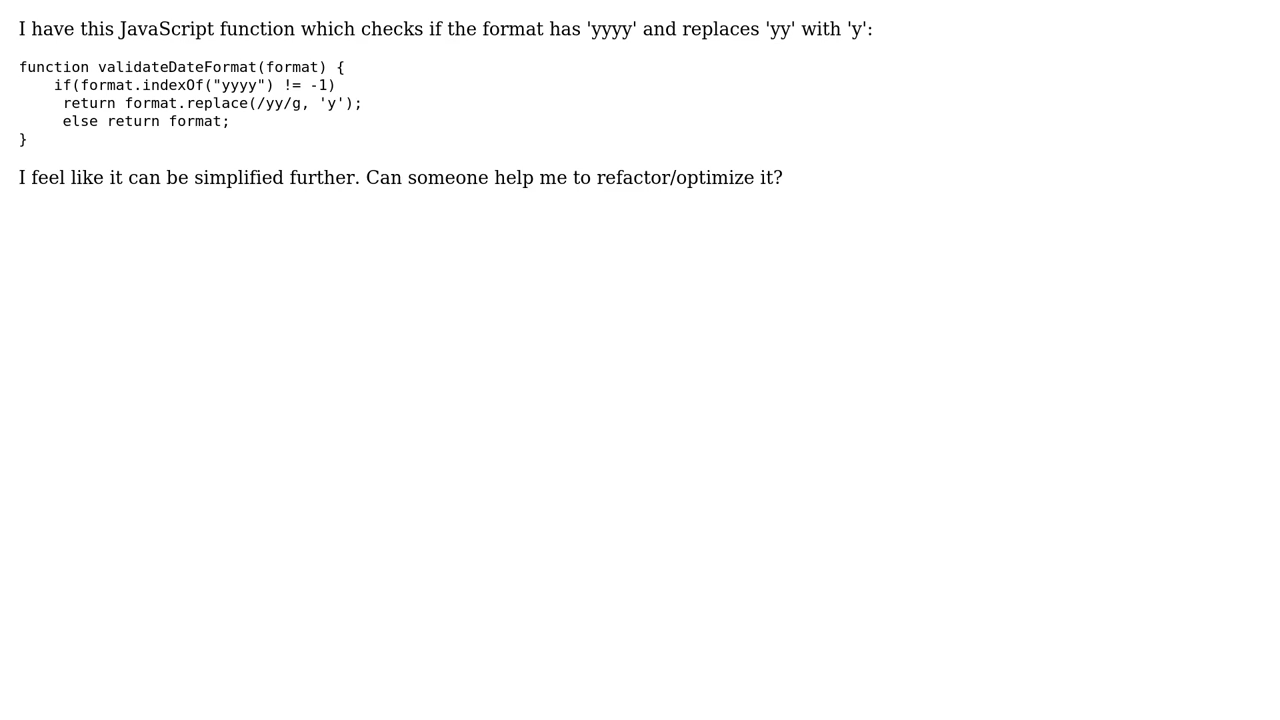 I have this JavaScript function which checks if the format has 'yyyy' and replaces 'yy' with 'y':
function validateDateFormat(format) {
    if(format.indexOf("yyyy") != -1)
     return format.replace(/yy/g, 'y');
     else return format;
}
I feel like it can be simplified further. Can someone help me to refactor/optimize it?